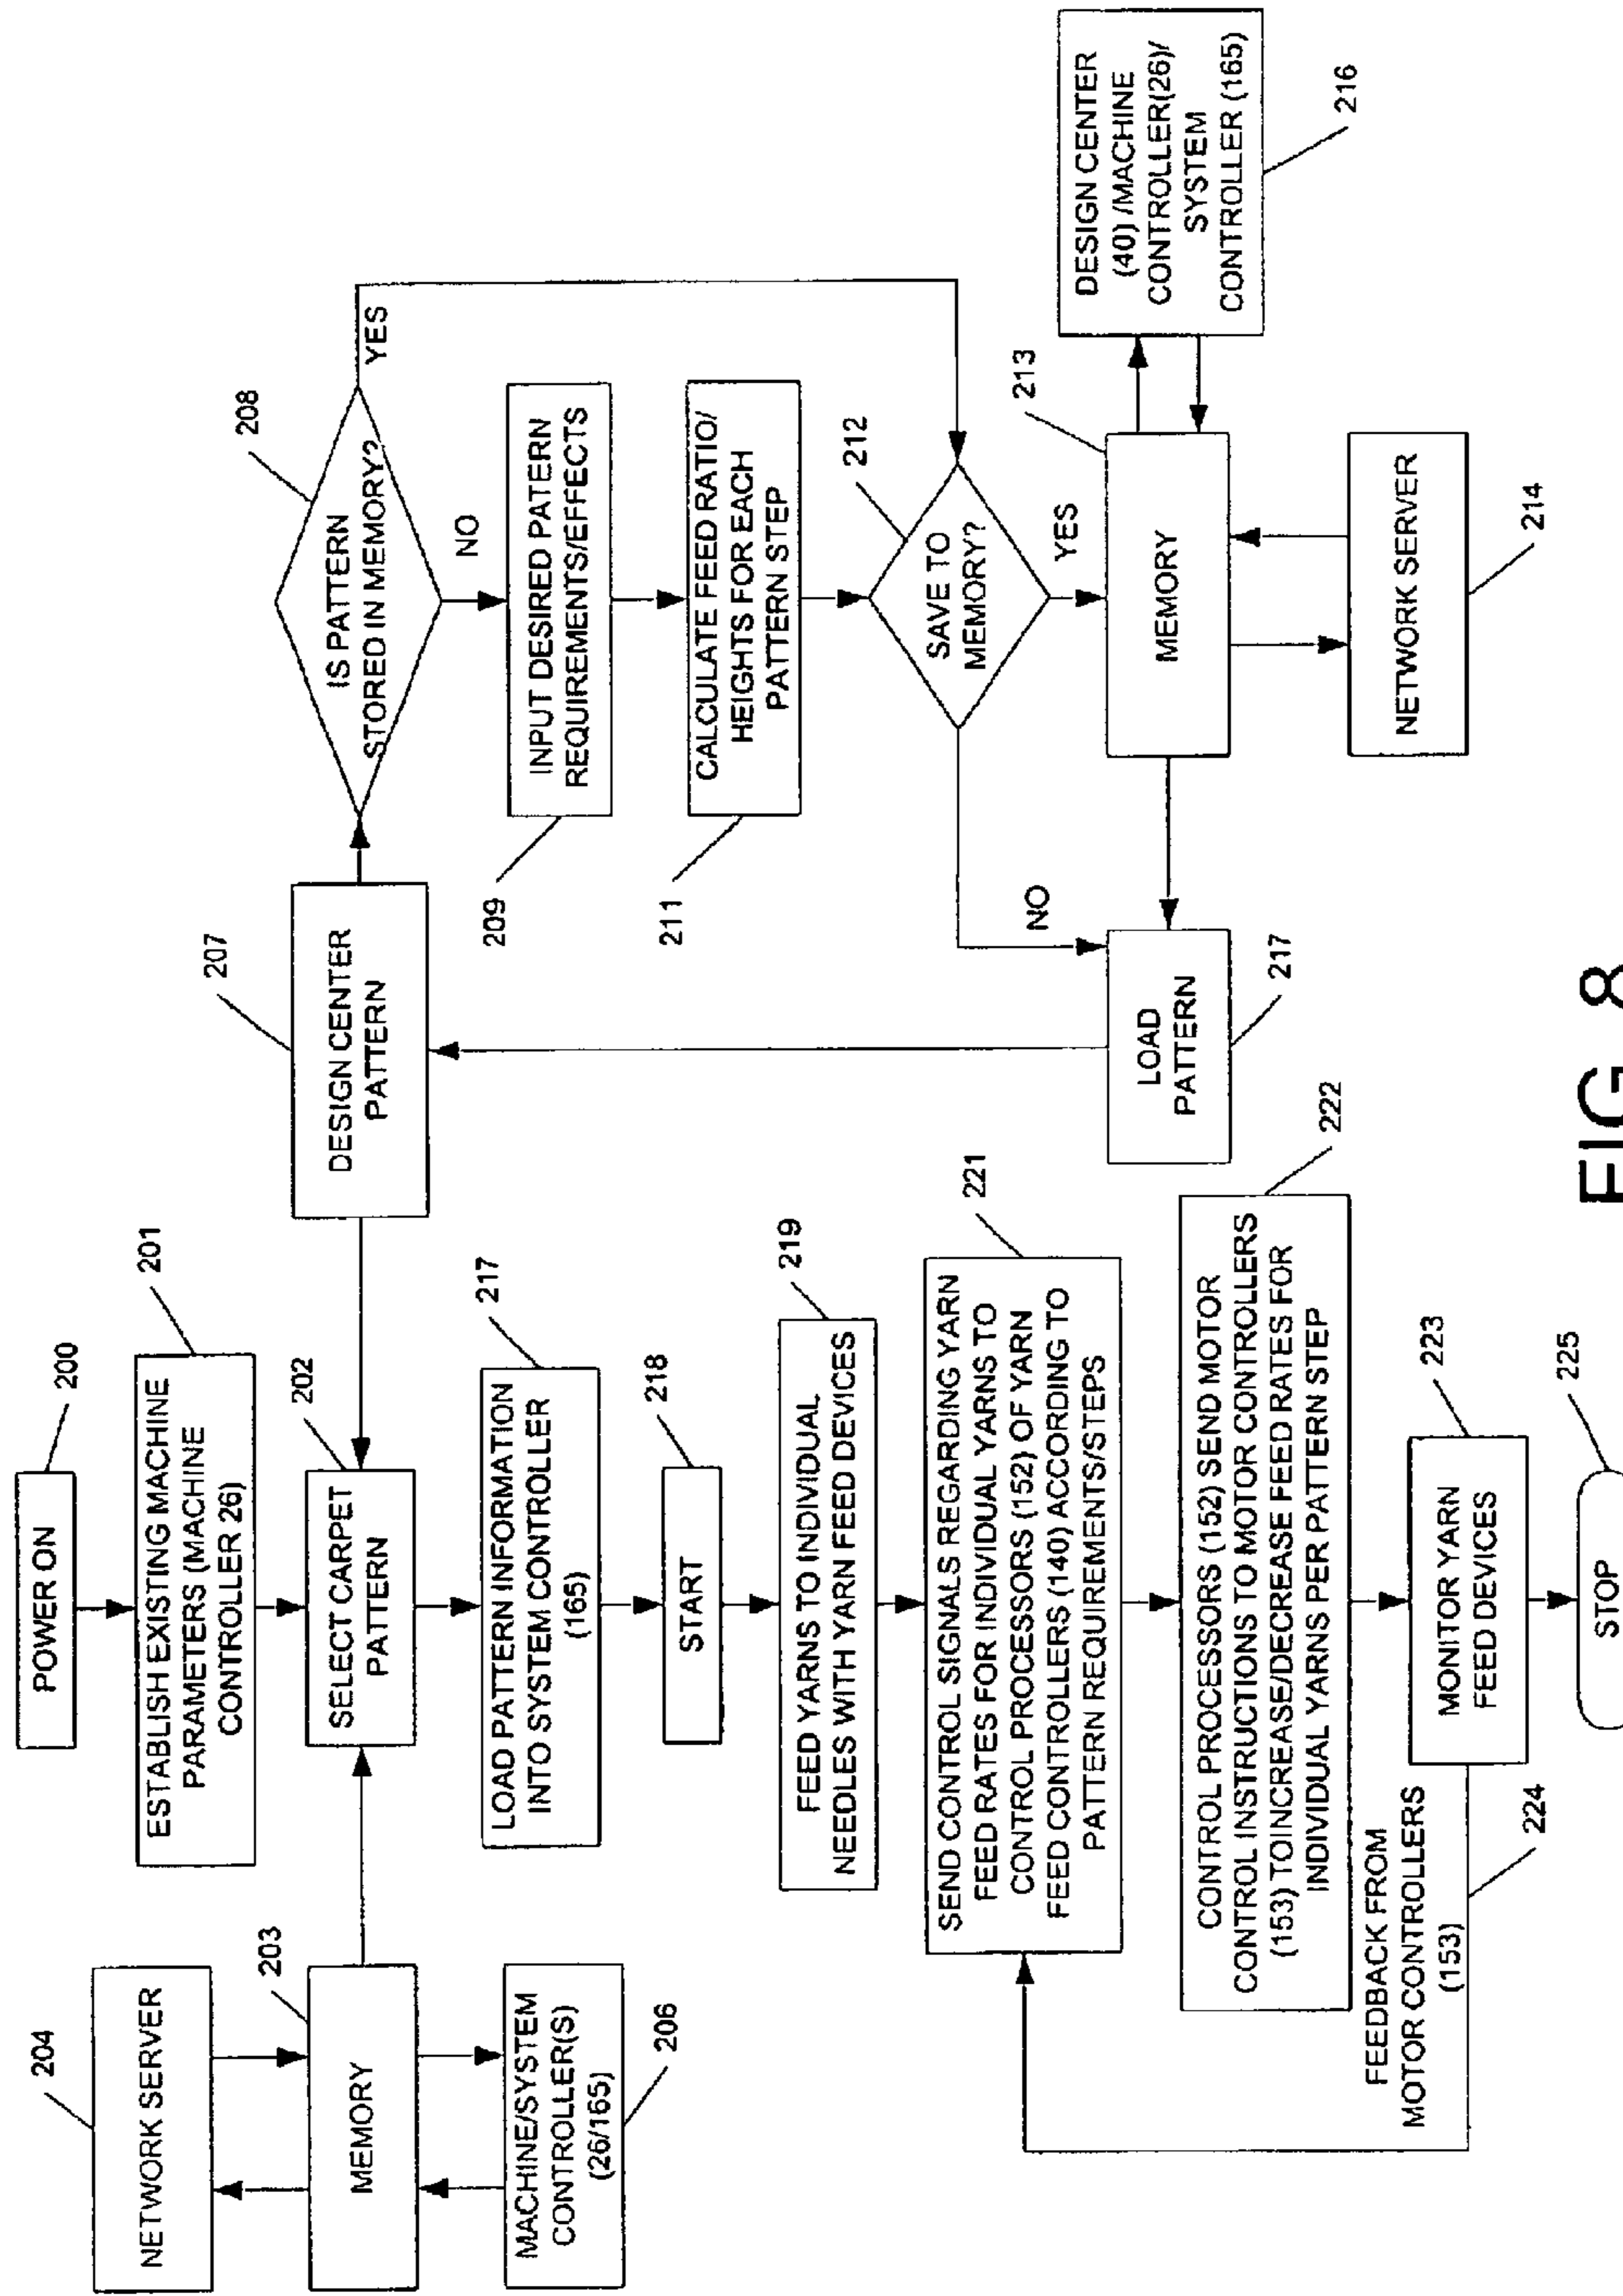 POWER ON
200
ESTABLISH EXISTING MACHINE
PARAMETERS (MACHINE
CONTROLLER 26)
201
204
NETWORK SERVER
203
MEMORY
MACHINE/SYSTEM
CONTROLLER(S)
(26/165)
206
202
SELECT CARPET
PATTERN
207
DESIGN CENTER
PATTERN
208
IS PATTERN
STORED IN MEMORY?
YES
NO
INPUT DESIRED PATERN
REQUIREMENTS/EFFECTS
209
CALCULATE FEED RATIO/
HEIGHTS FOR EACH
PATTERN STEP
211
212
SAVE TO
MEMORY?
NO
YES
213
MEMORY
DESIGN CENTER
(40) /MACHINE
CONTROLLER(26)/
SYSTEM
CONTROLLER (165)
216
NETWORK SERVER
214
LOAD
PATTERN
217
LOAD PATTERN INFORMATION
INTO SYSTEM CONTROLLER
(165)
217
START
218
FEED YARNS TO INDIVIDUAL
NEEDLES WITH YARN FEED DEVICES
219
SEND CONTROL SIGNALS REGARDING YARN
FEED RATES FOR INDIVIDUAL YARNS TO
CONTROL PROCESSORS (152) OF YARN
FEED CONTROLLERS (140) ACCORDING TO
PATTERN REQUIREMENTS/STEPS
221
CONTROL PROCESSORS (152) SEND MOTOR
CONTROL INSTRUCTIONS TO MOTOR CONTROLLERS
(153) TOINCREASE/DECREASE FEED RATES FOR
INDIVIDUAL YARNS PER PATTERN STEP
222
MONITOR YARN
FEED DEVICES
223
FEEDBACK FROM
MOTOR CONTROLLERS
(153)
224
STOP
225
FIG 8